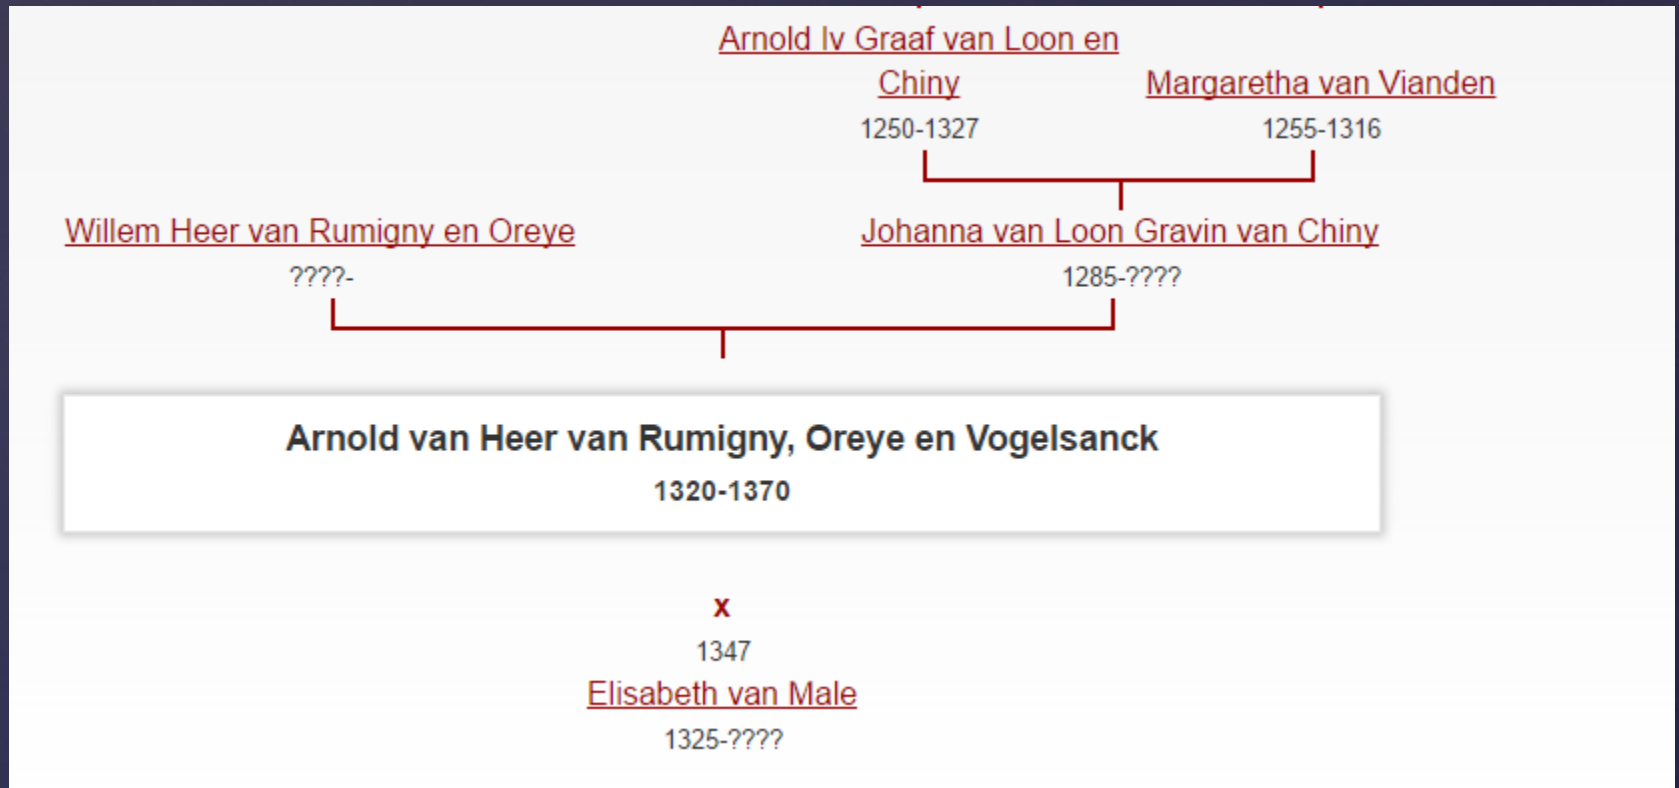 Arnold Iv Graaf van Loon en
Chiny
1250-1327
Margaretha van Vianden
1255-1316
Willem Heer van Rumigny en Oreye
????-
Johanna van Loon Gravin van Chiny
1285-????
Arnold van Heer van Rumigny, Oreye en Vogelsanck
1320-1370
x
1347
Elisabeth van Male
1325-????